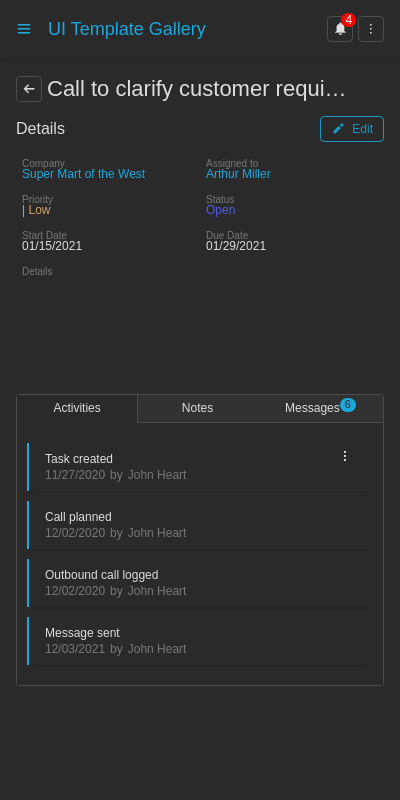 UI Template Gallery
4
Call to clarify customer requi…
Details
Edit
Company
Super Mart of the West
Assigned to
Arthur Miller
Priority
| Low
Status
Open
Start Date
01/15/2021
Due Date
01/29/2021
Details
Activities
Notes
Messages 6
Task created
11/27/2020 by John Heart
Call planned
12/02/2020 by John Heart
Outbound call logged
12/02/2020 by John Heart
Message sent
12/03/2021 by John Heart